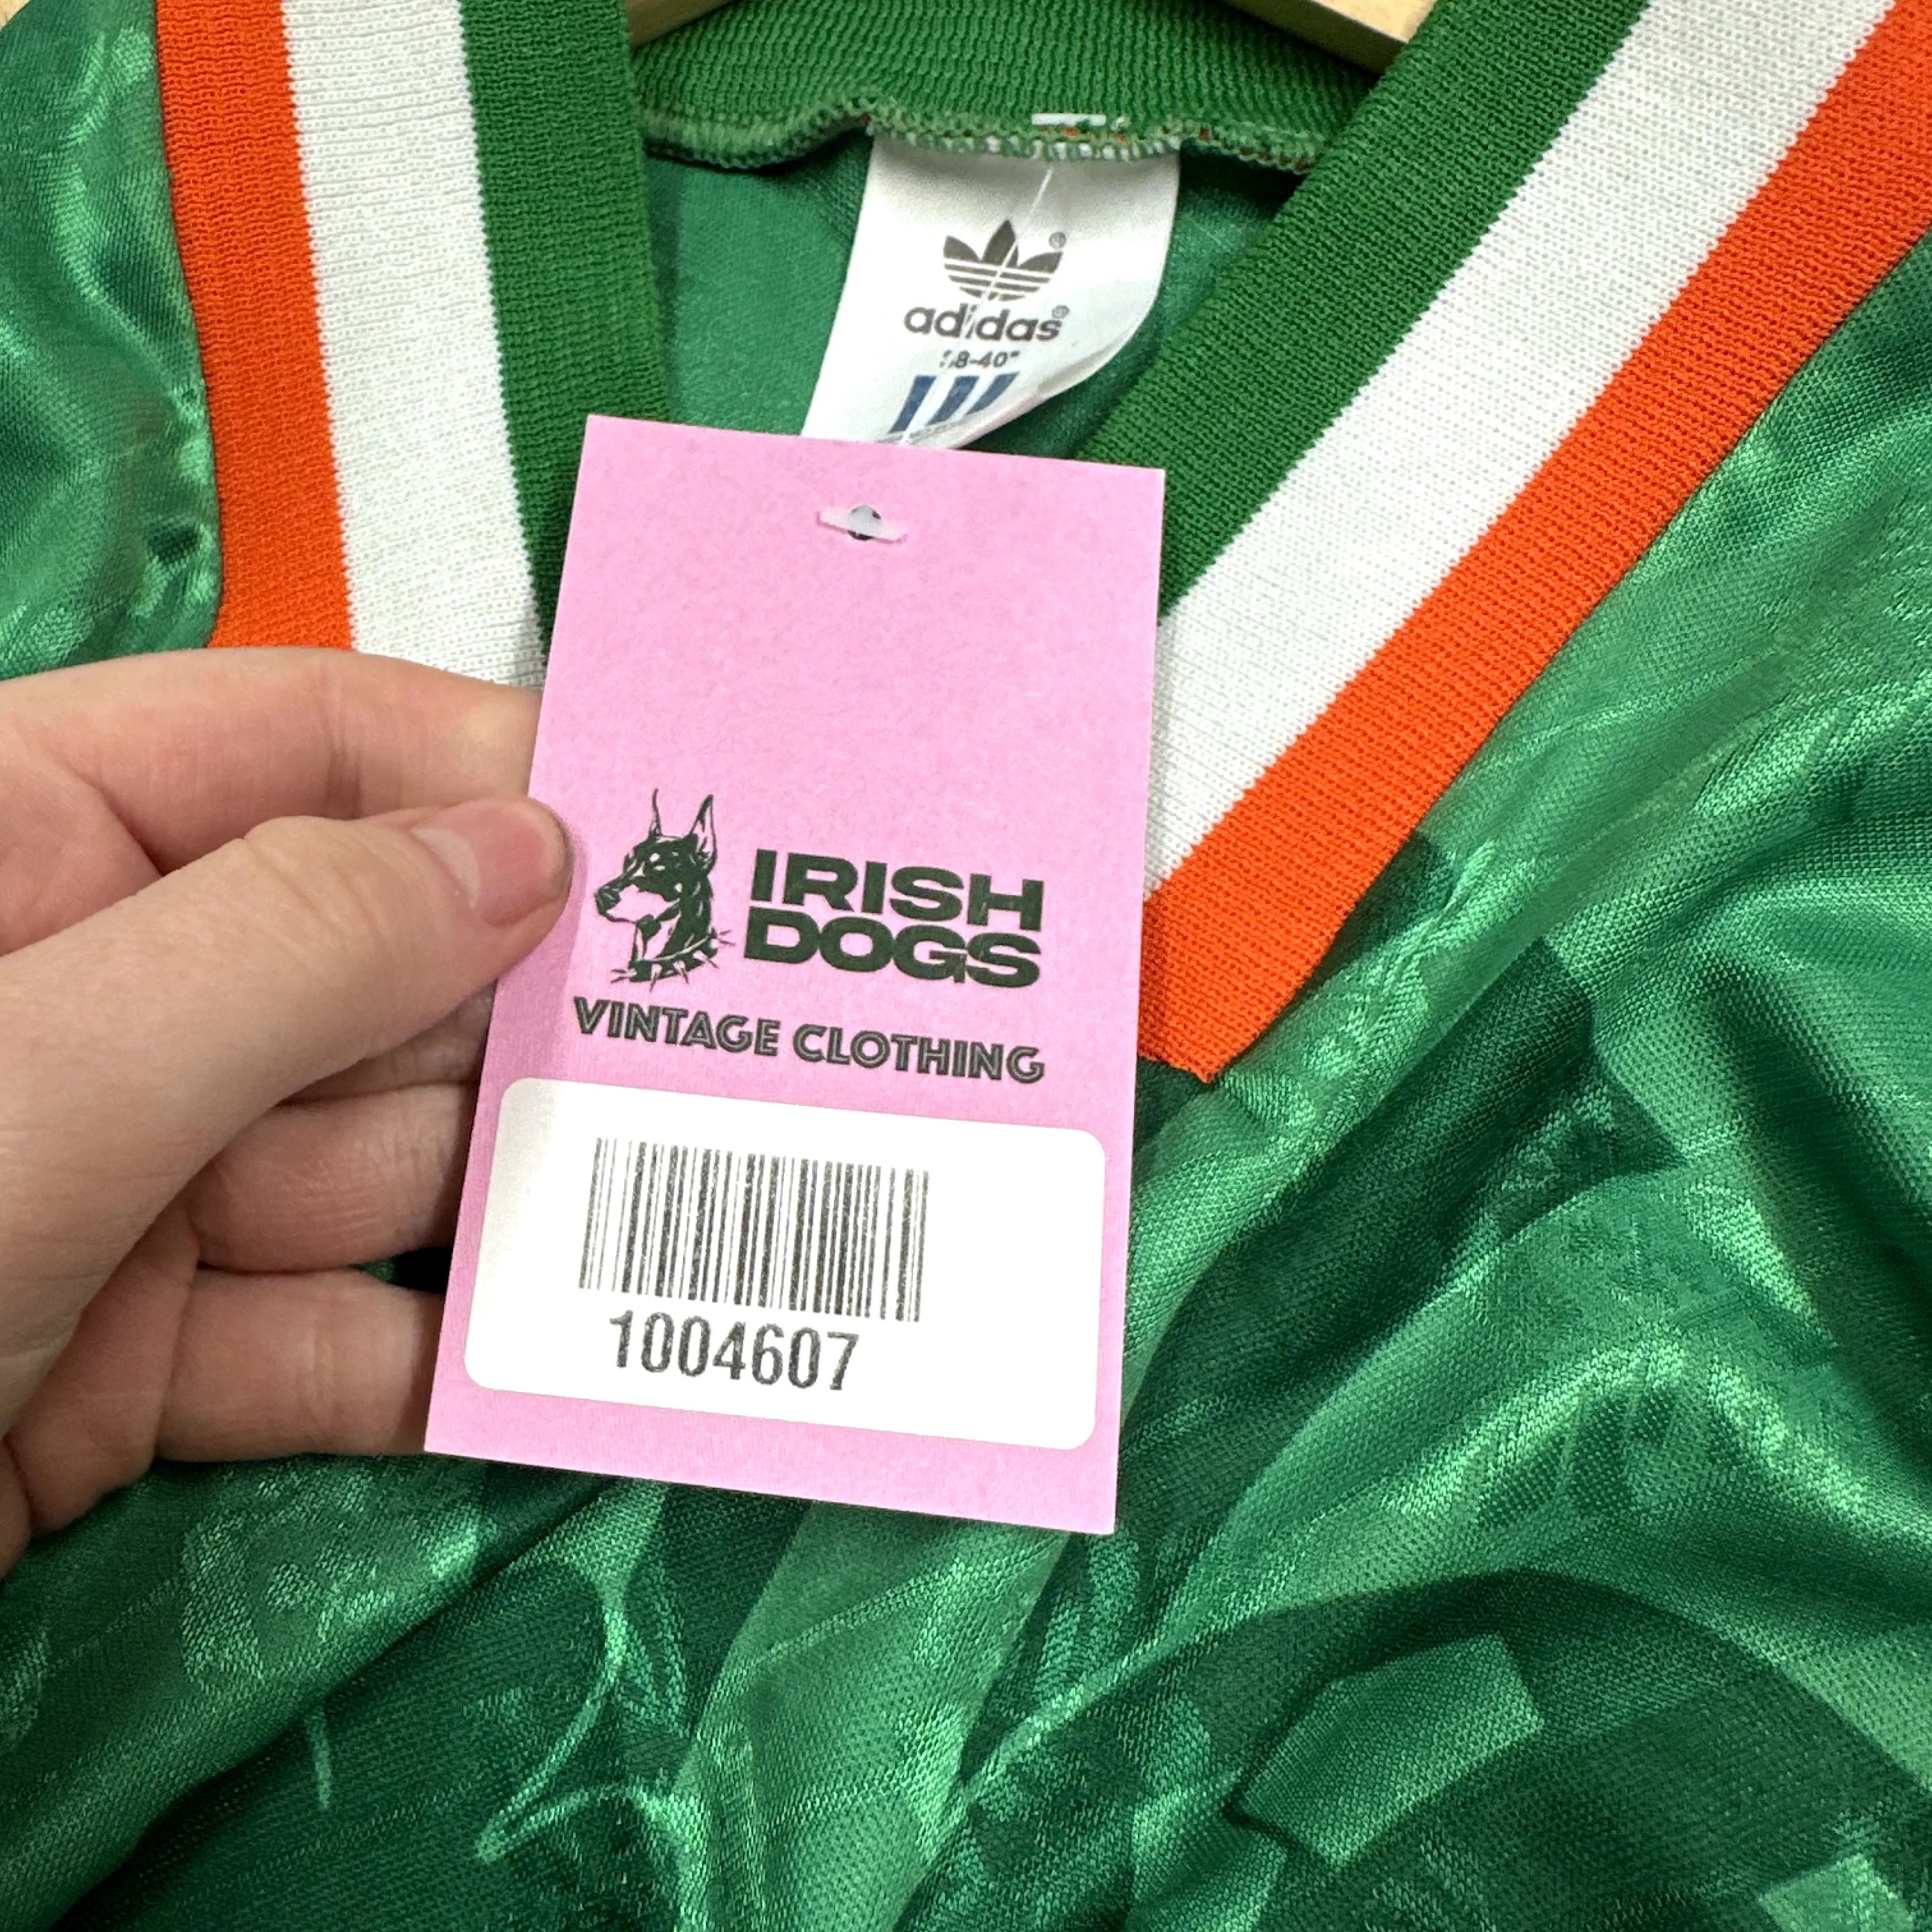 adidas
IRISH
DOGS
VINTAGE CLOTHING
1004607